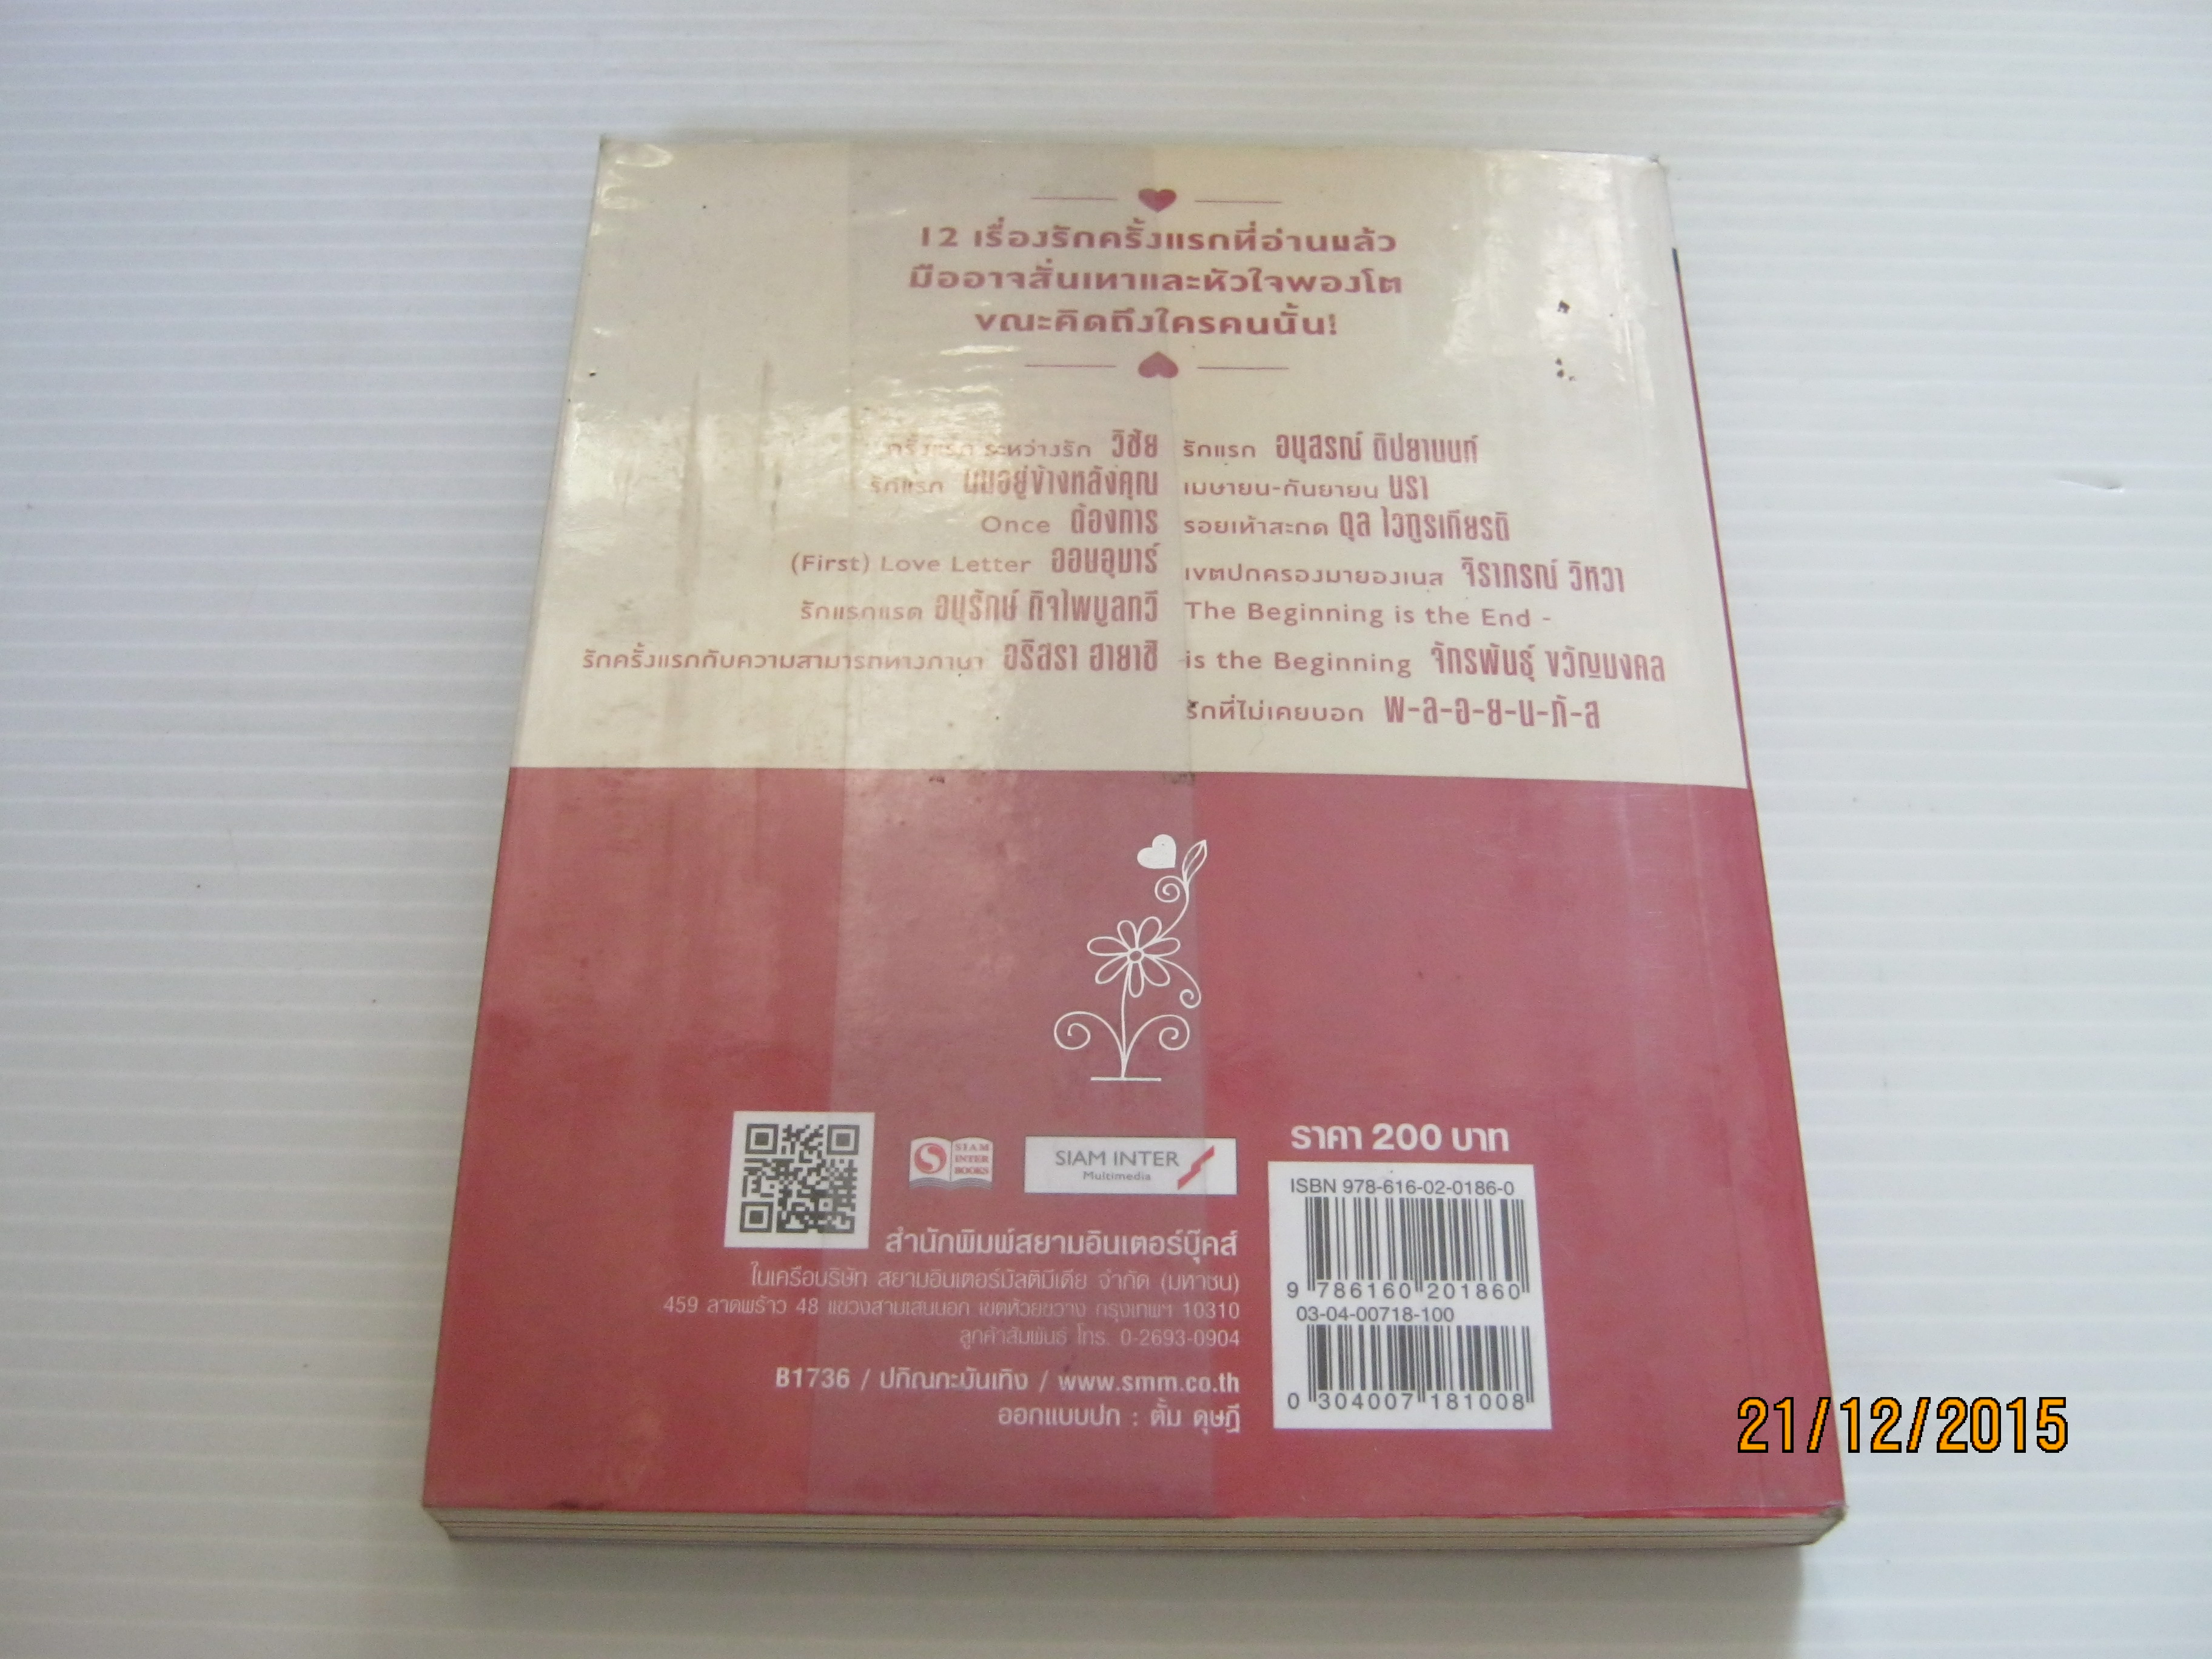 12 เรื่องรักครั้งแรกที่อ่านแล้ว
มืออาจสั่นเทาและหัวใจพองโต
ขณะคิดถึงใครคนนั้น!
ครั้งแรก ระหว่างรัก วิชัย
รักแรก ผมอยู่ข้างหลังคุณ
Once ต้องการ
(First) Love Letter ออมอุมาร์
รักแรกแรด อนุรักษ์ กิจไพบูลทวี
รักครั้งแรกกับความสามารถทางภาษา อริสรา ฮายาชิ
รักแรก อนุสรณ์ ติปยานนท์
เมษายน-กันยายน นรา
รอยเท้าสะกด ตุล ไวฑูรเกียรติ
เขตปกครองมายองเนส จิราภรณ์ วิหวา
The Beginning is the End -
is the Beginning จักรพันธุ์ ขวัญมงคล
รักที่ไม่เคยบอก พ-ล-อ-ย-น-ภั-ส
SIAM
INTER
BOOKS
SIAM INTER
Multimedia
สำนักพิมพ์สยามอินเตอร์บุ๊คส์
ในเครือบริษัท สยามอินเตอร์มัลติมีเดีย จำกัด (มหาชน)
459 ลาดพร้าว 48 แขวงสามเสนนอก เขตห้วยขวาง กรุงเทพฯ 10310
ลูกค้าสัมพันธ์ โทร. 0-2693-0904
B1736 / ปกิณกะบันเทิง / www.smm.co.th
ออกแบบปก : ตั้ม ดุษฎี
ราคา 200 บาท
ISBN 978-616-02-0186-0
9 786160 201860
03-04-00718-100
0 304007 181008
21/12/2015